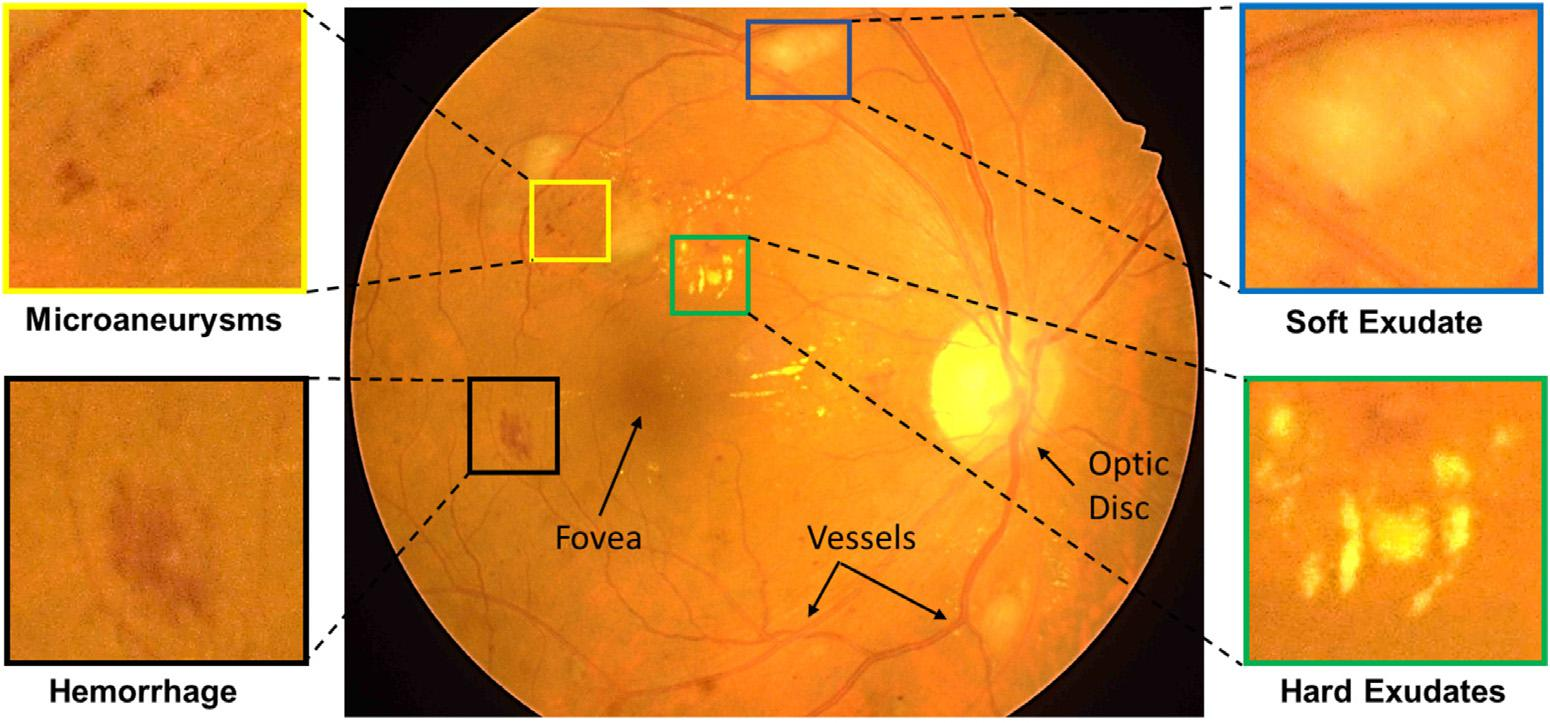 Microaneurysms
Soft Exudate
Optic
Disc
Fovea
Vessels
Hemorrhage
Hard Exudates